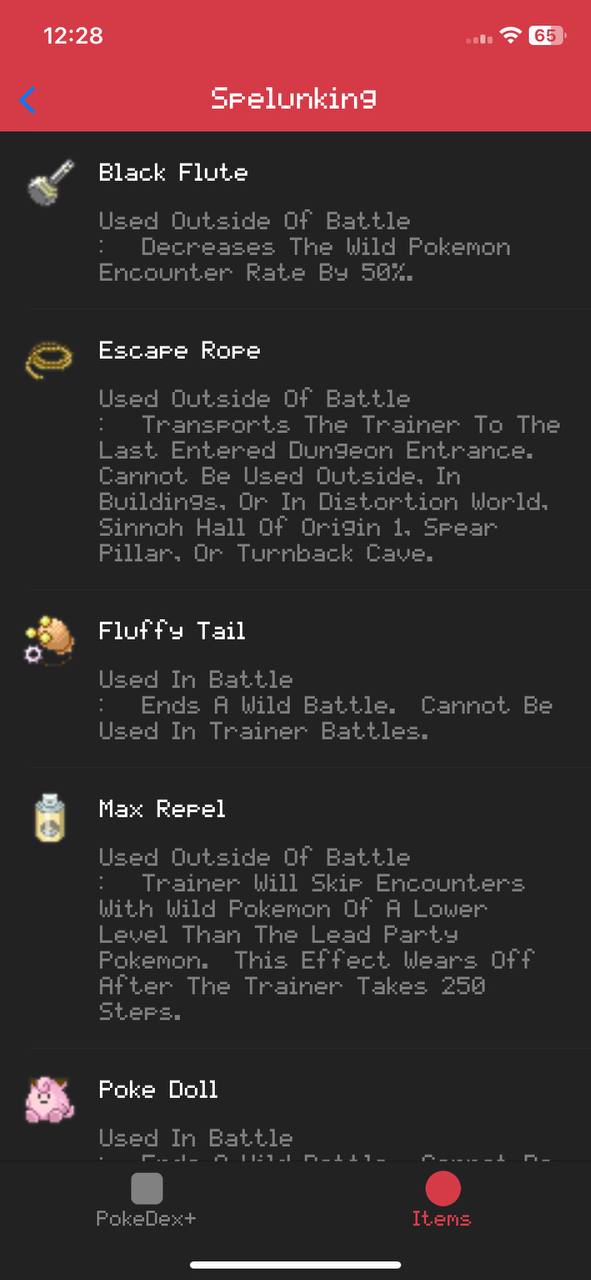 12:28
65
Spelunking
Black Flute
Used Outside Of Battle
: Decreases The Wild Pokemon
Encounter Rate By 50%.
Escape Rope
Used Outside Of Battle
: Transports The Trainer To The
Last Entered Dungeon Entrance.
Cannot Be Used Outside, In
Buildings, Or In Distortion World,
Sinnoh Hall Of Origin 1, Spear
Pillar, Or Turnback Cave.
Fluffy Tail
Used In Battle
: Ends A Wild Battle. Cannot Be
Used In Trainer Battles.
Max Repel
Used Outside Of Battle
: Trainer Will Skip Encounters
With Wild Pokemon Of A Lower
Level Than The Lead Party
Pokemon. This Effect Wears Off
After The Trainer Takes 250
Steps.
Poke Doll
Used In Battle
: Ends A Wild Battle. Cannot Be
PokeDex+
Items